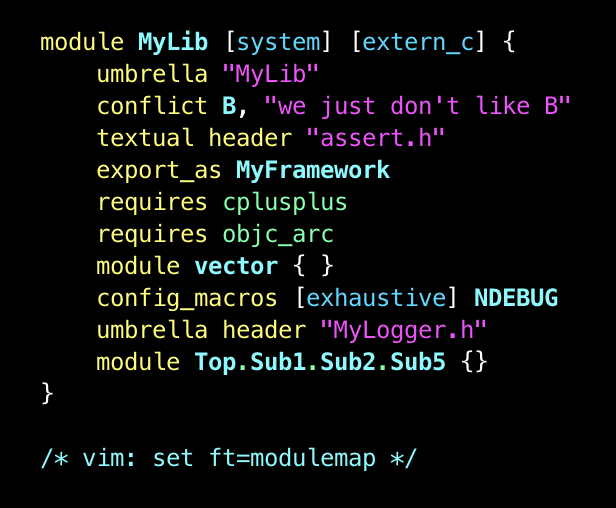 module MyLib [system] [extern_c] {
    umbrella "MyLib"
    conflict B, "we just don't like B"
    textual header "assert.h"
    export_as MyFramework
    requires cplusplus
    requires objc_arc
    module vector { }
    config_macros [exhaustive] NDEBUG
    umbrella header "MyLogger.h"
    module Top.Sub1.Sub2.Sub5 {}
}

/* vim: set ft=modulemap */